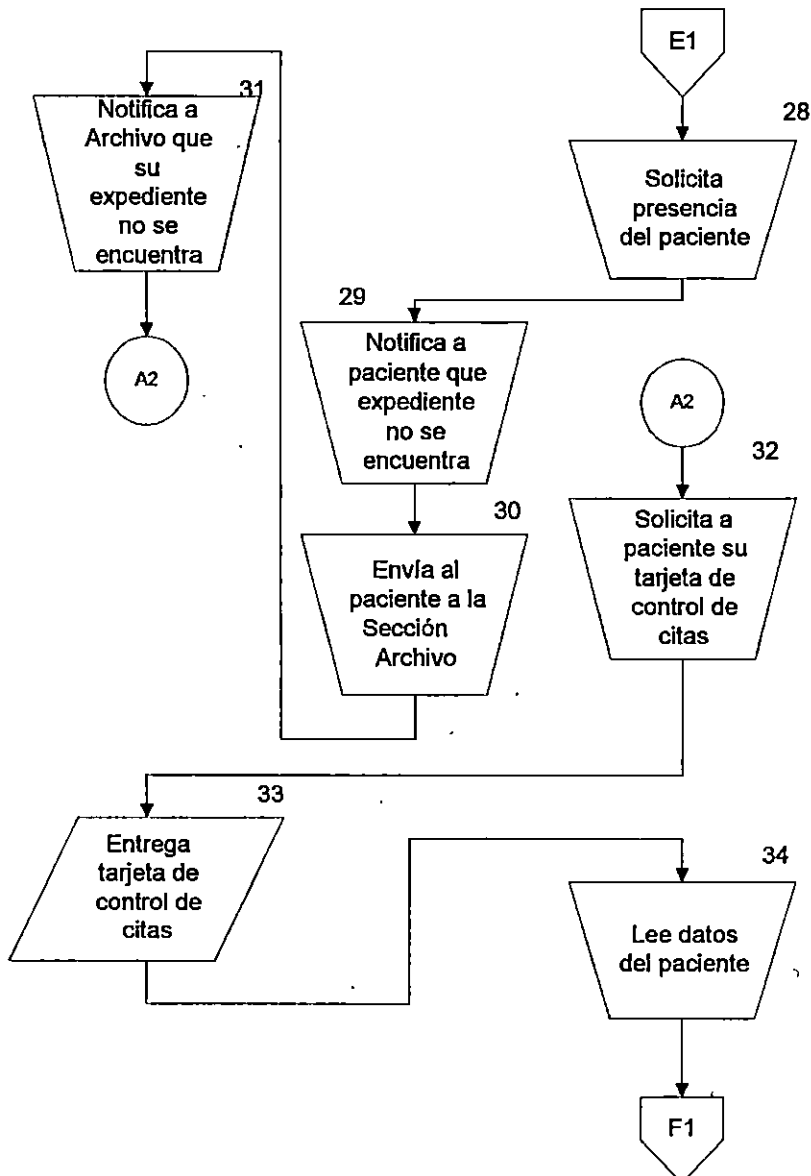 E1
28
Solicita
presencia
del paciente
29
Notifica a
paciente que
expediente
no se
encuentra
30
Envía al
paciente a la
Sección
Archivo
31
Notifica a
Archivo que
su
expediente
no se
encuentra
A2
A2
32
Solicita a
paciente su
tarjeta de
control de
citas
33
Entrega
tarjeta de
control de
citas
34
Lee datos
del paciente
F1